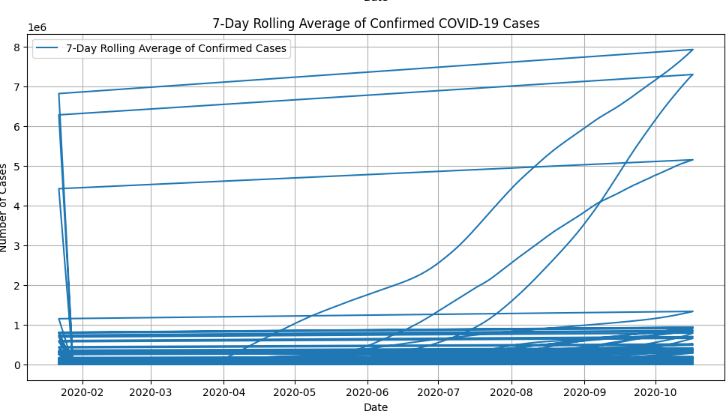 Date
7-Day Rolling Average of Confirmed COVID-19 Cases
1e6
7-Day Rolling Average of Confirmed Cases
8
7
6
5
4
3
2
1
0
Number of Cases
2020-02 2020-03 2020-04 2020-05 2020-06 2020-07 2020-08 2020-09 2020-10
Date